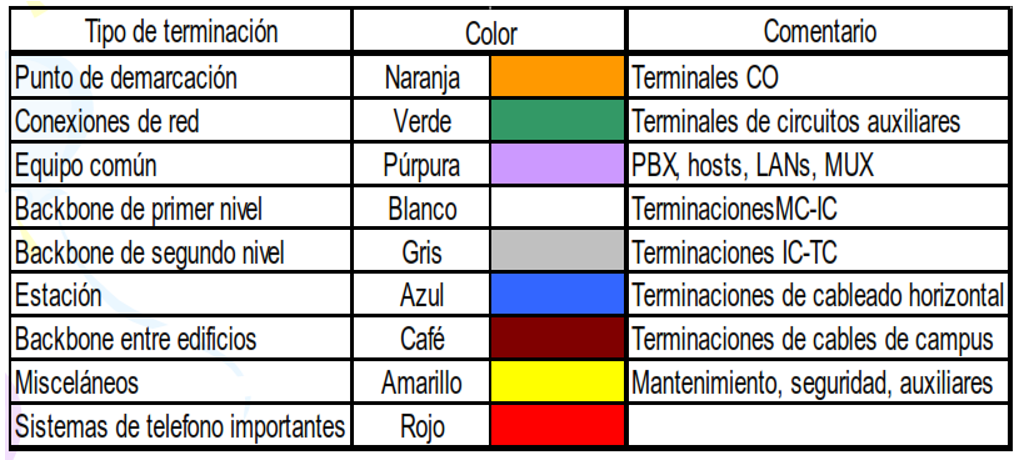 Tipo de terminación Color Comentario
Punto de demarcación Naranja Terminales CO
Conexiones de red Verde Terminales de circuitos auxiliares
Equipo común Púrpura PBX, hosts, LANs, MUX
Backbone de primer nivel Blanco TerminacionesMC-IC
Backbone de segundo nivel Gris Terminaciones IC-TC
Estación Azul Terminaciones de cableado horizontal
Backbone entre edificios Café Terminaciones de cables de campus
Misceláneos Amarillo Mantenimiento, seguridad, auxiliares
Sistemas de telefono importantes Rojo